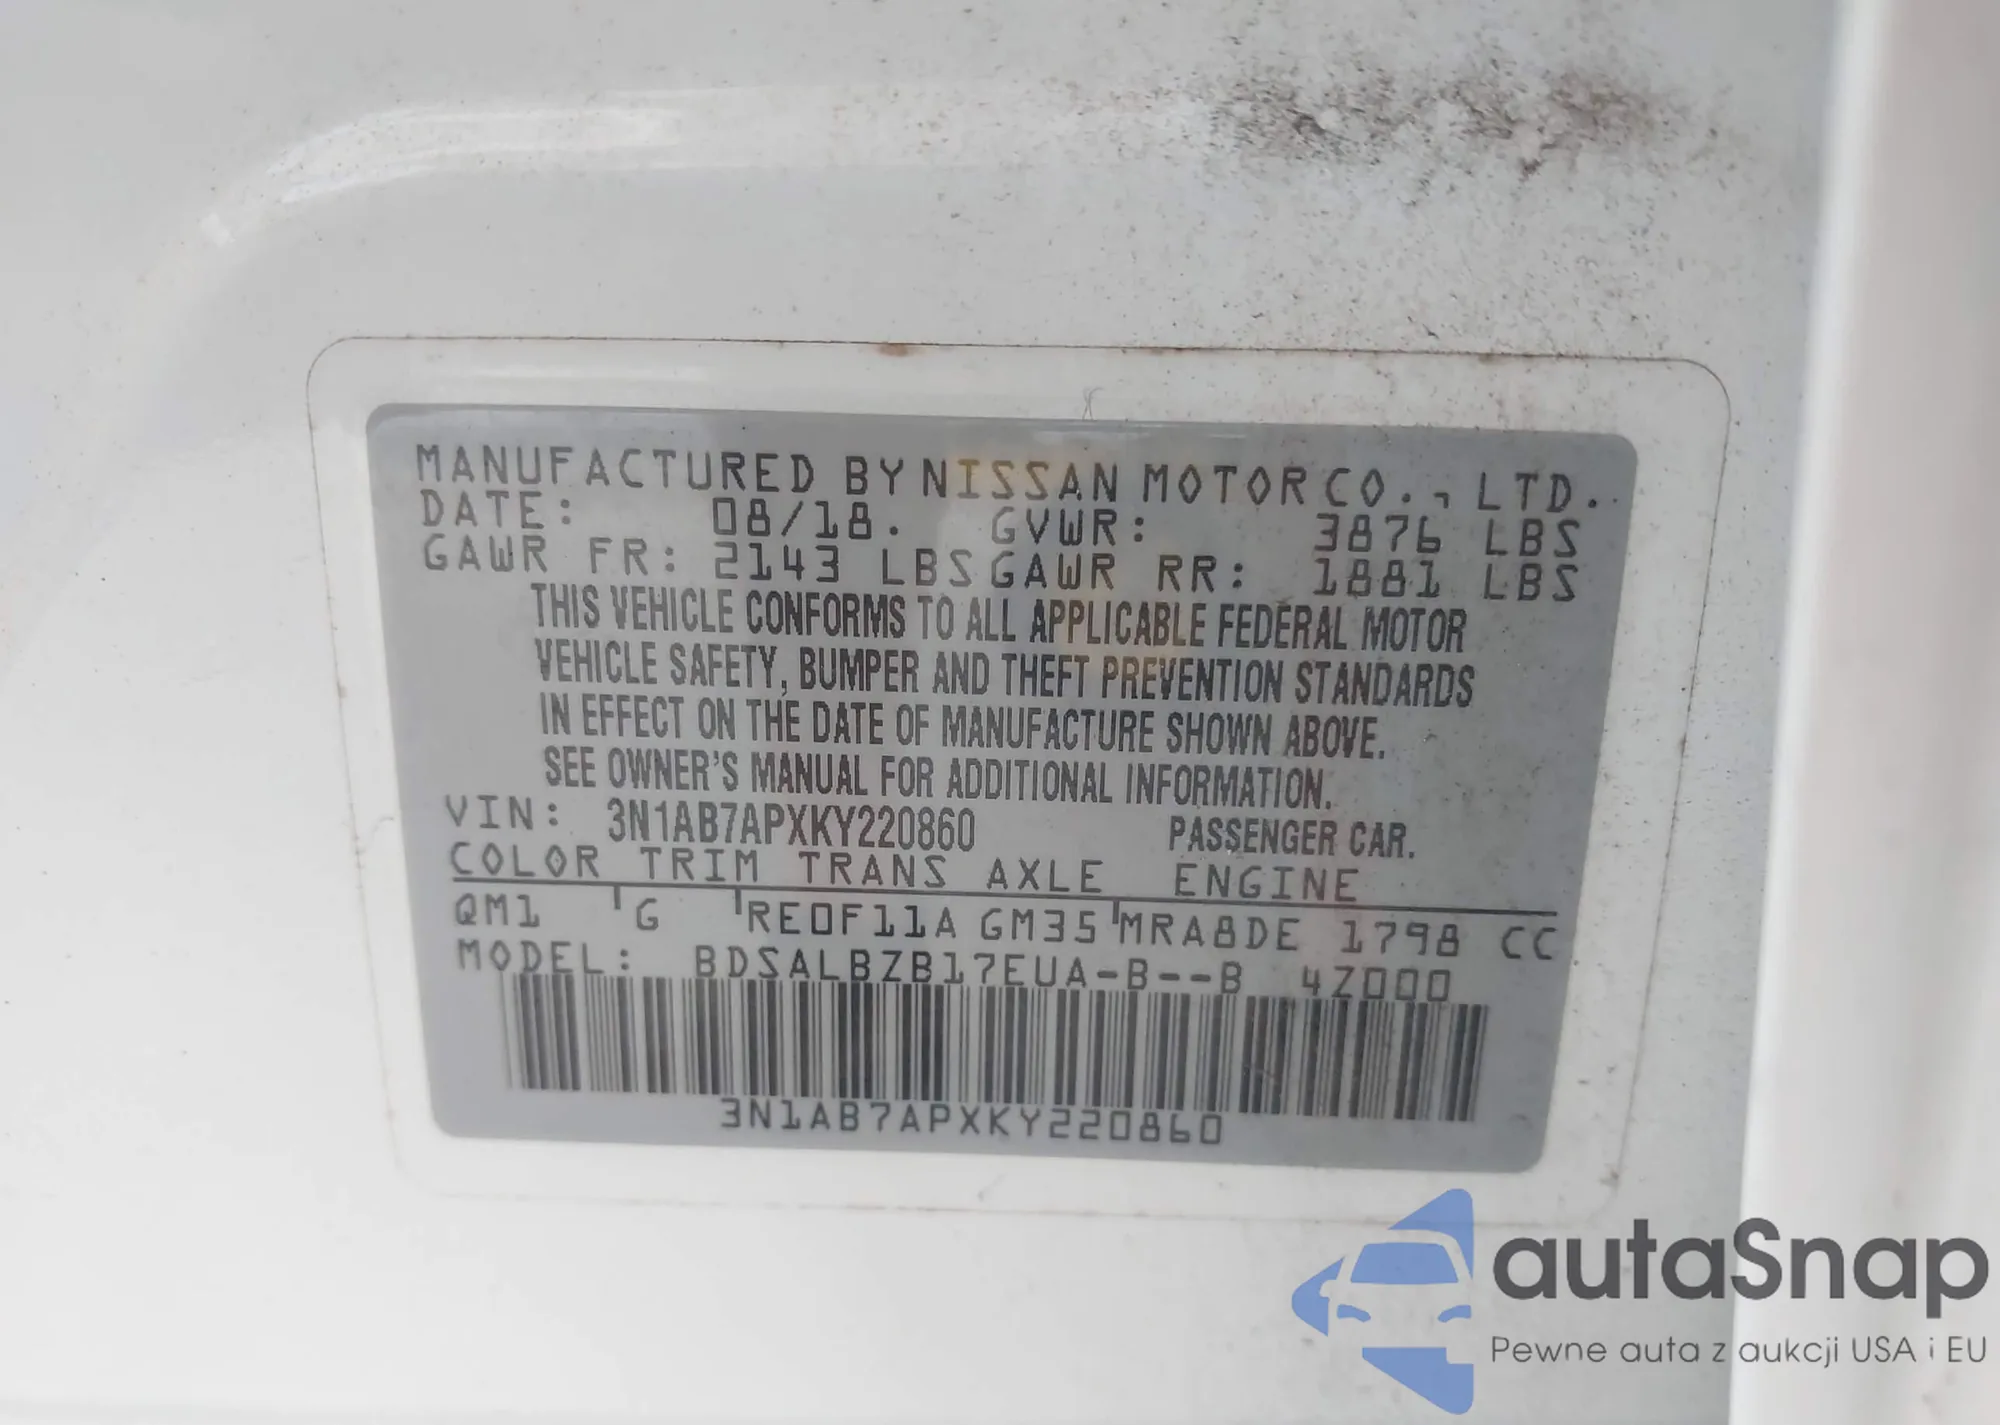 MANUFACTURED BY NISSAN MOTOR CO., LTD.
DATE: 08/18. GVWR: 3876 LBS
GAWR FR: 2143 LBS GAWR RR: 1881 LBS
THIS VEHICLE CONFORMS TO ALL APPLICABLE FEDERAL MOTOR
VEHICLE SAFETY, BUMPER AND THEFT PREVENTION STANDARDS
IN EFFECT ON THE DATE OF MANUFACTURE SHOWN ABOVE.
SEE OWNER'S MANUAL FOR ADDITIONAL INFORMATION.
VIN: 3N1AB7APXKY220860 PASSENGER CAR.
COLOR TRIM TRANS AXLE ENGINE
QM1 G RE0F11A GM35 MRA8DE 1798 CC
MODEL: BDSALBZB17EUA-B--B 4Z000
3N1AB7APXKY220860
autaSnap
Pewne auta z aukcji USA i EU